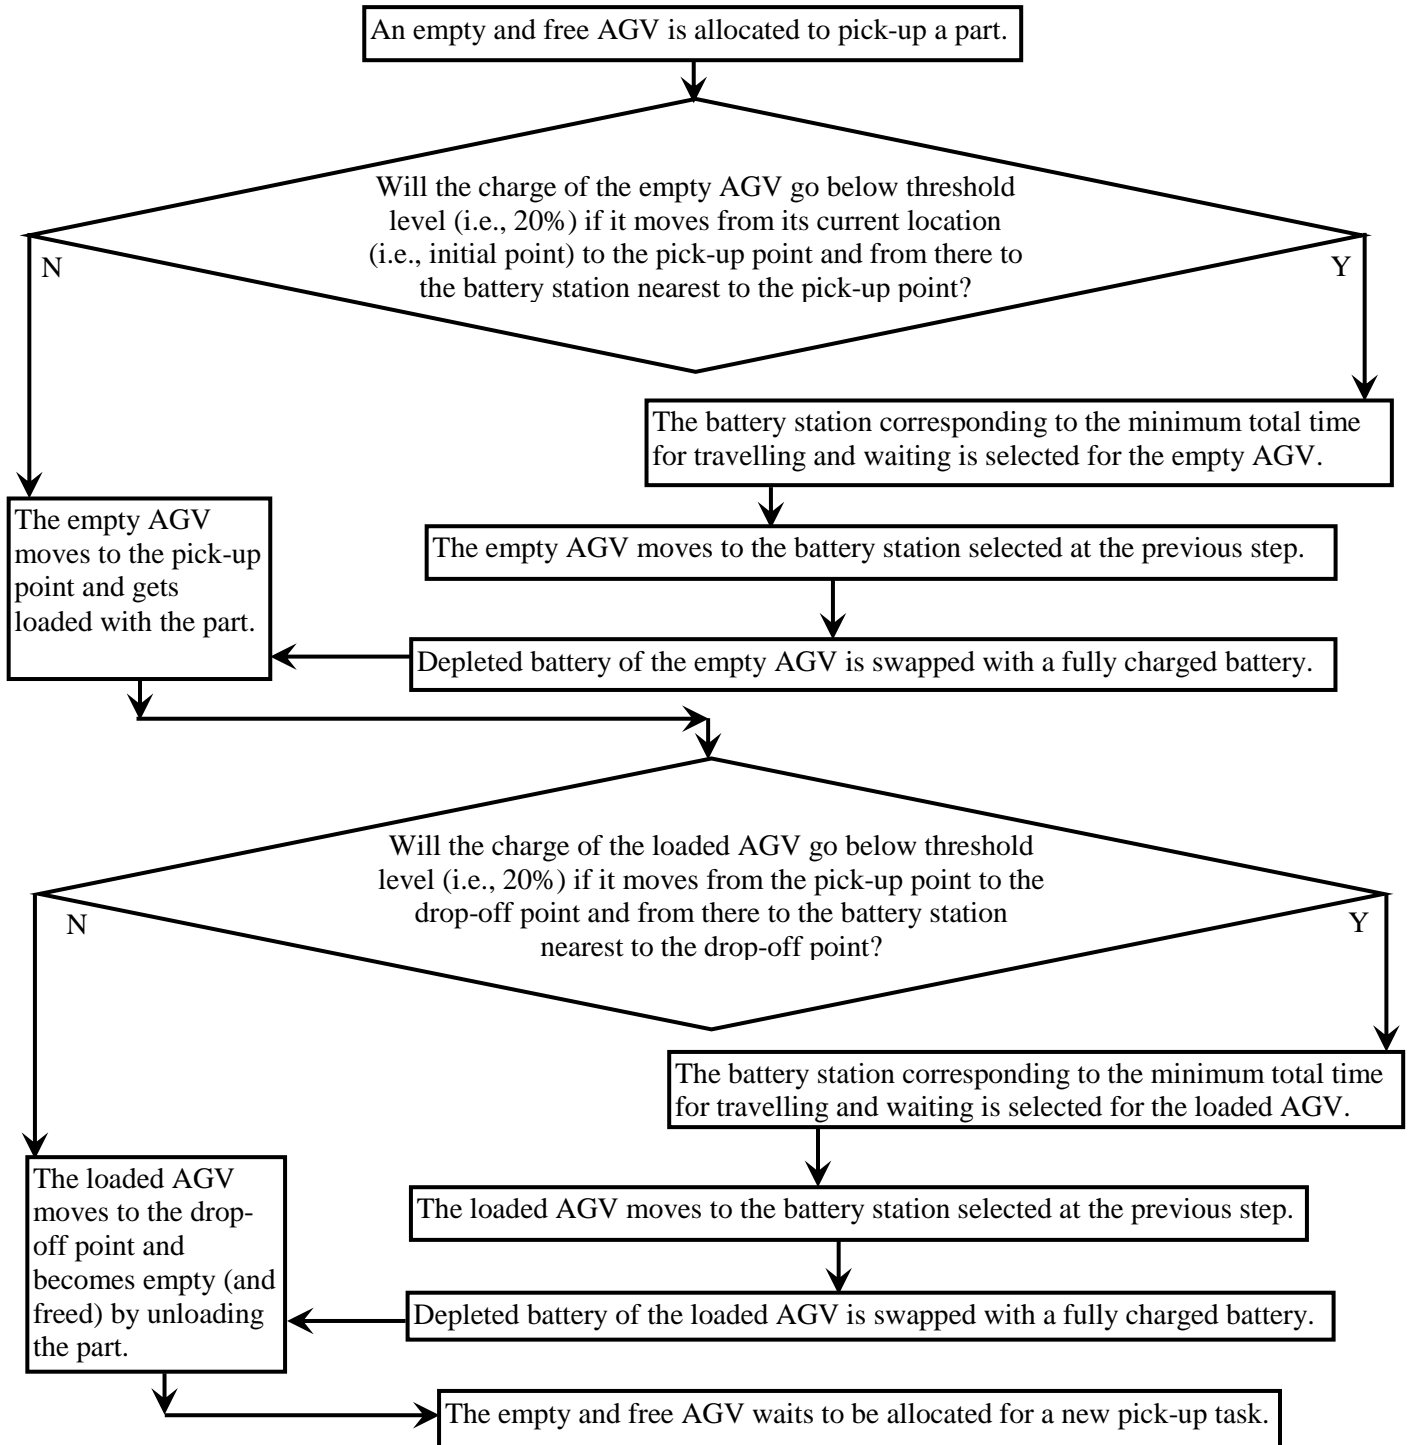 An empty and free AGV is allocated to pick-up a part.
Will the charge of the empty AGV go below threshold
level (i.e., 20%) if it moves from its current location
(i.e., initial point) to the pick-up point and from there to
the battery station nearest to the pick-up point?
N
Y
The battery station corresponding to the minimum total time
for travelling and waiting is selected for the empty AGV.
The empty AGV moves to the battery station selected at the previous step.
Depleted battery of the empty AGV is swapped with a fully charged battery.
The empty AGV
moves to the pick-up
point and gets
loaded with the part.
Will the charge of the loaded AGV go below threshold
level (i.e., 20%) if it moves from the pick-up point to the
drop-off point and from there to the battery station
nearest to the drop-off point?
N
Y
The battery station corresponding to the minimum total time
for travelling and waiting is selected for the loaded AGV.
The loaded AGV moves to the battery station selected at the previous step.
Depleted battery of the loaded AGV is swapped with a fully charged battery.
The loaded AGV
moves to the drop-
off point and
becomes empty (and
freed) by unloading
the part.
The empty and free AGV waits to be allocated for a new pick-up task.